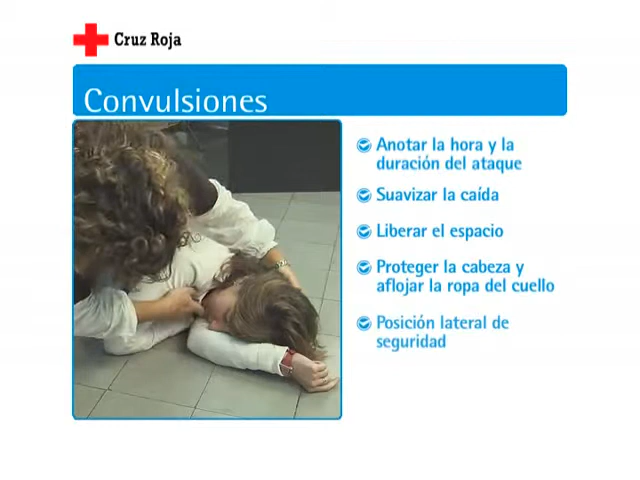 Cruz Roja
Convulsiones
Anotar la hora y la
duración del ataque
Suavizar la caída
Liberar el espacio
Proteger la cabeza y
aflojar la ropa del cuello
Posición lateral de
seguridad